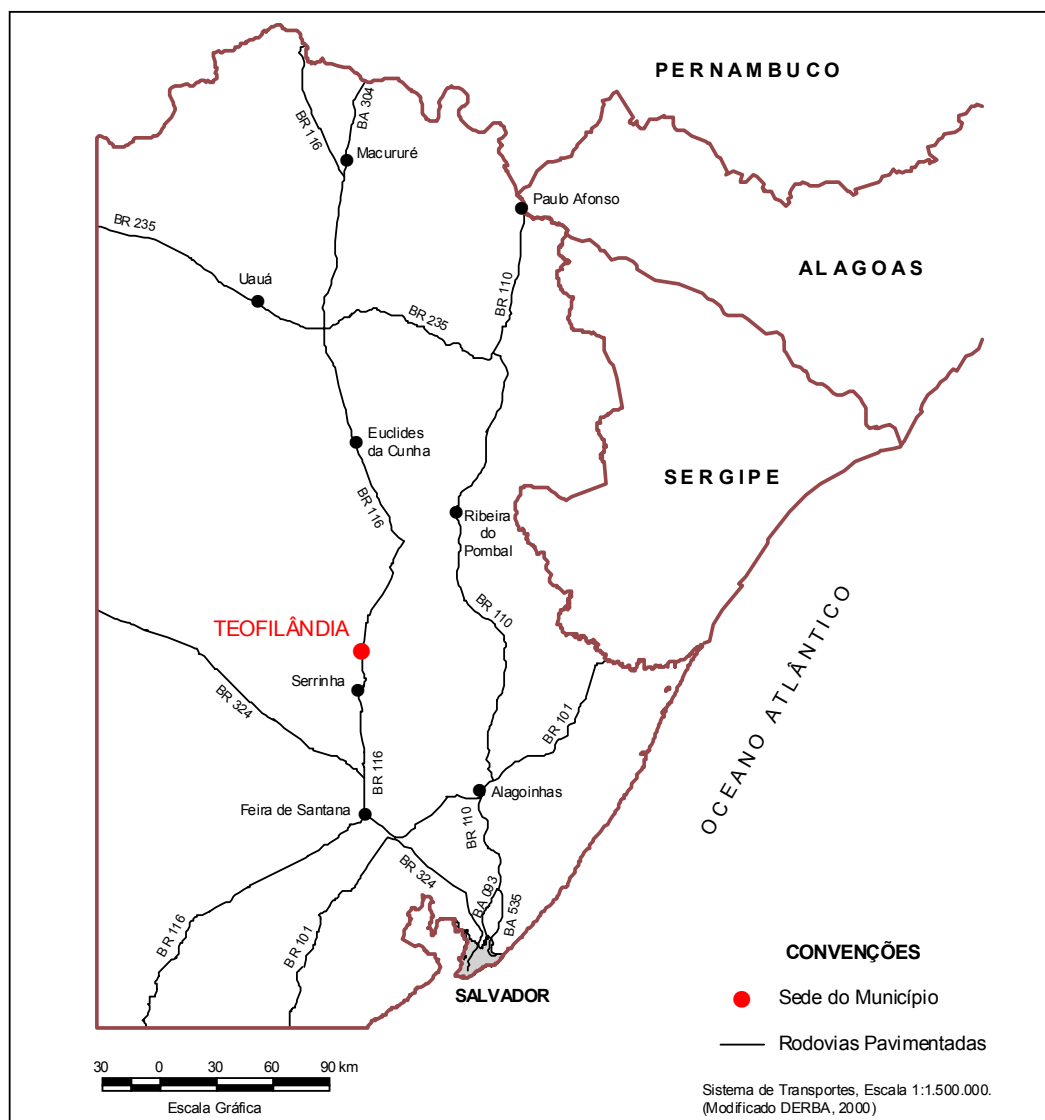 PERNAMBUCO
BA 304
BR 116
Macururé
Paulo Afonso
BR 235
ALAGOAS
Uauá
BR 110
BR 235
Euclides
da Cunha
SERGIPE
BR 116
Ribeira
do
Pombal
BR 110
TEOFILÂNDIA
Serrinha
OCEANO ATLÂNTICO
BR 324
BR 101
BR 116
Alagoinhas
Feira de Santana
BR 110
BR 324
BA 093
BA 535
BR 116
BR 101
SALVADOR
CONVENÇÕES
Sede do Município
Rodovias Pavimentadas
30 0 30 60 90 km
Escala Gráfica
Sistema de Transportes, Escala 1:1.500.000.
(Modificado DERBA, 2000)